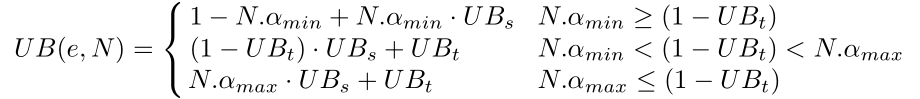 1 − N.α_min + N.α_min · UB_s    N.α_min ≥ (1 − UB_t)
UB(e, N) = { (1 − UB_t) · UB_s + UB_t    N.α_min < (1 − UB_t) < N.α_max
N.α_max · UB_s + UB_t    N.α_max ≤ (1 − UB_t)